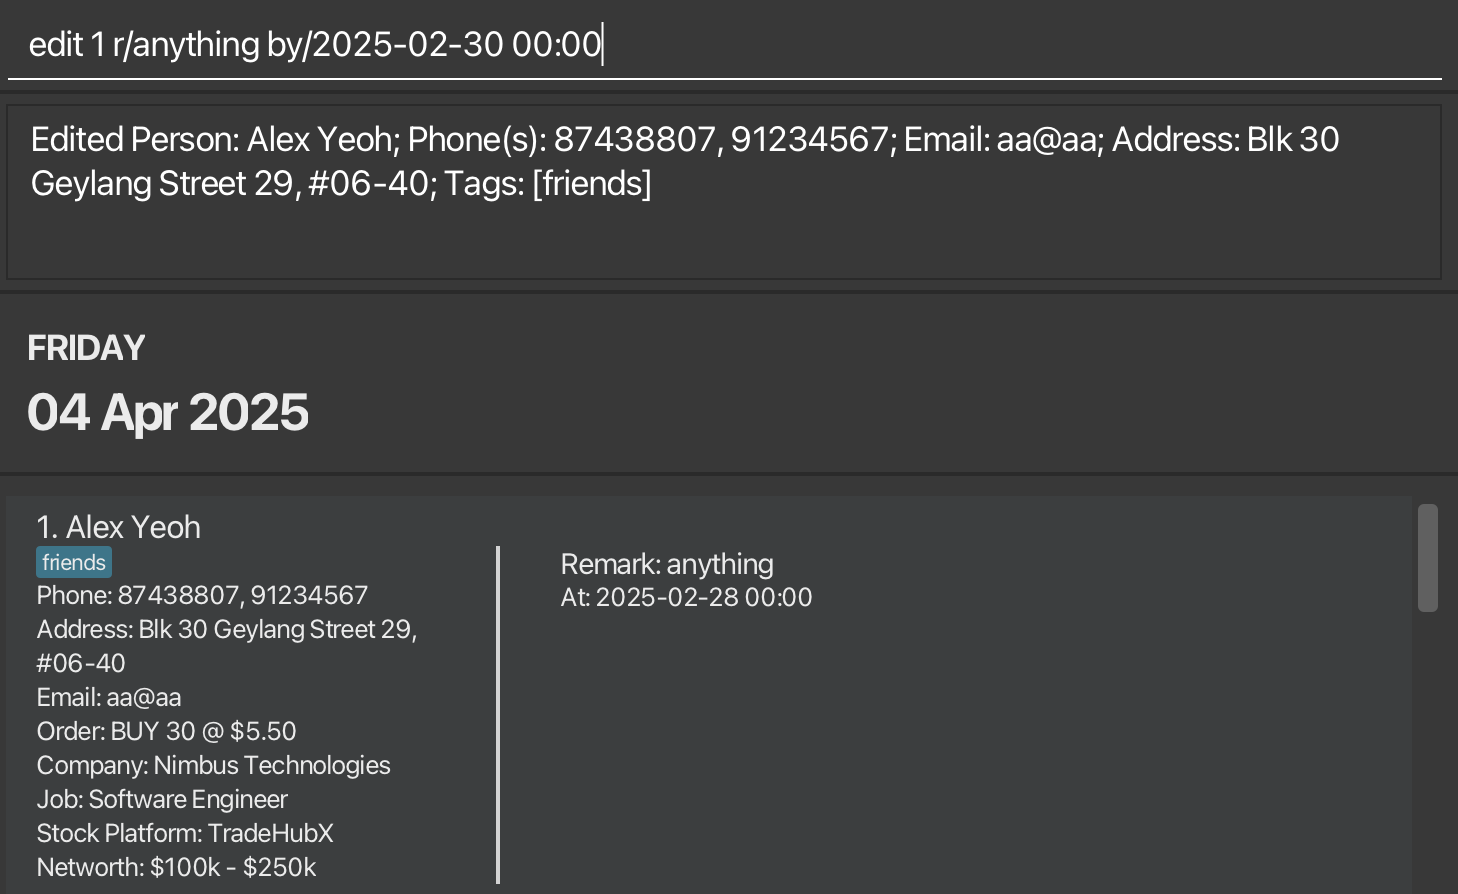 edit 1 r/anything by/2025-02-30 00:00
Edited Person: Alex Yeoh; Phone(s): 87438807, 91234567; Email: aa@aa; Address: Blk 30
Geylang Street 29, #06-40; Tags: [friends]
FRIDAY
04 Apr 2025
1. Alex Yeoh
friends
Phone: 87438807, 91234567
Address: Blk 30 Geylang Street 29,
#06-40
Email: aa@aa
Order: BUY 30 @ $5.50
Company: Nimbus Technologies
Job: Software Engineer
Stock Platform: TradeHubX
Networth: $100k - $250k
Remark: anything
At: 2025-02-28 00:00